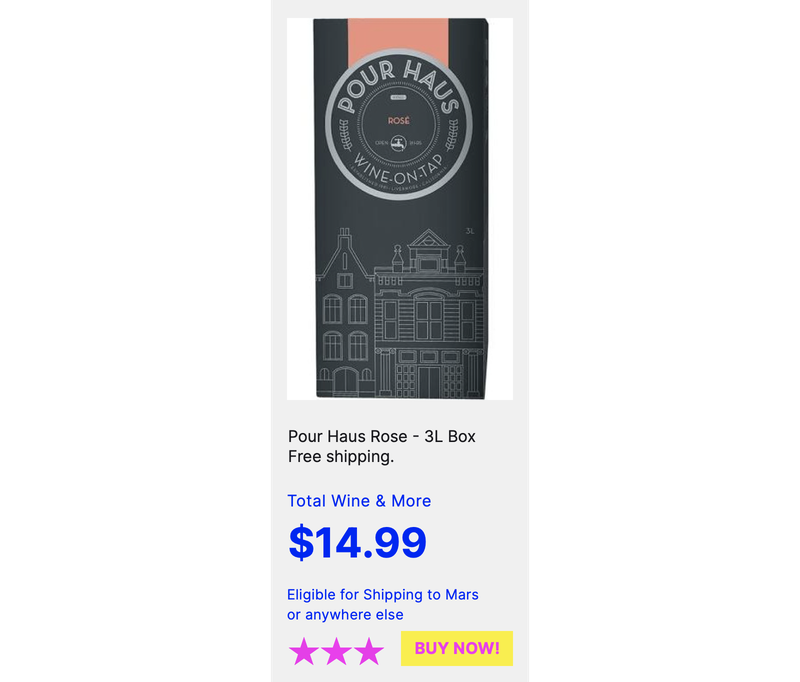 POUR HAUS
ROSÉ
WINE-ON-TAP
3L
Pour Haus Rose - 3L Box
Free shipping.
Total Wine & More
$14.99
Eligible for Shipping to Mars
or anywhere else
BUY NOW!